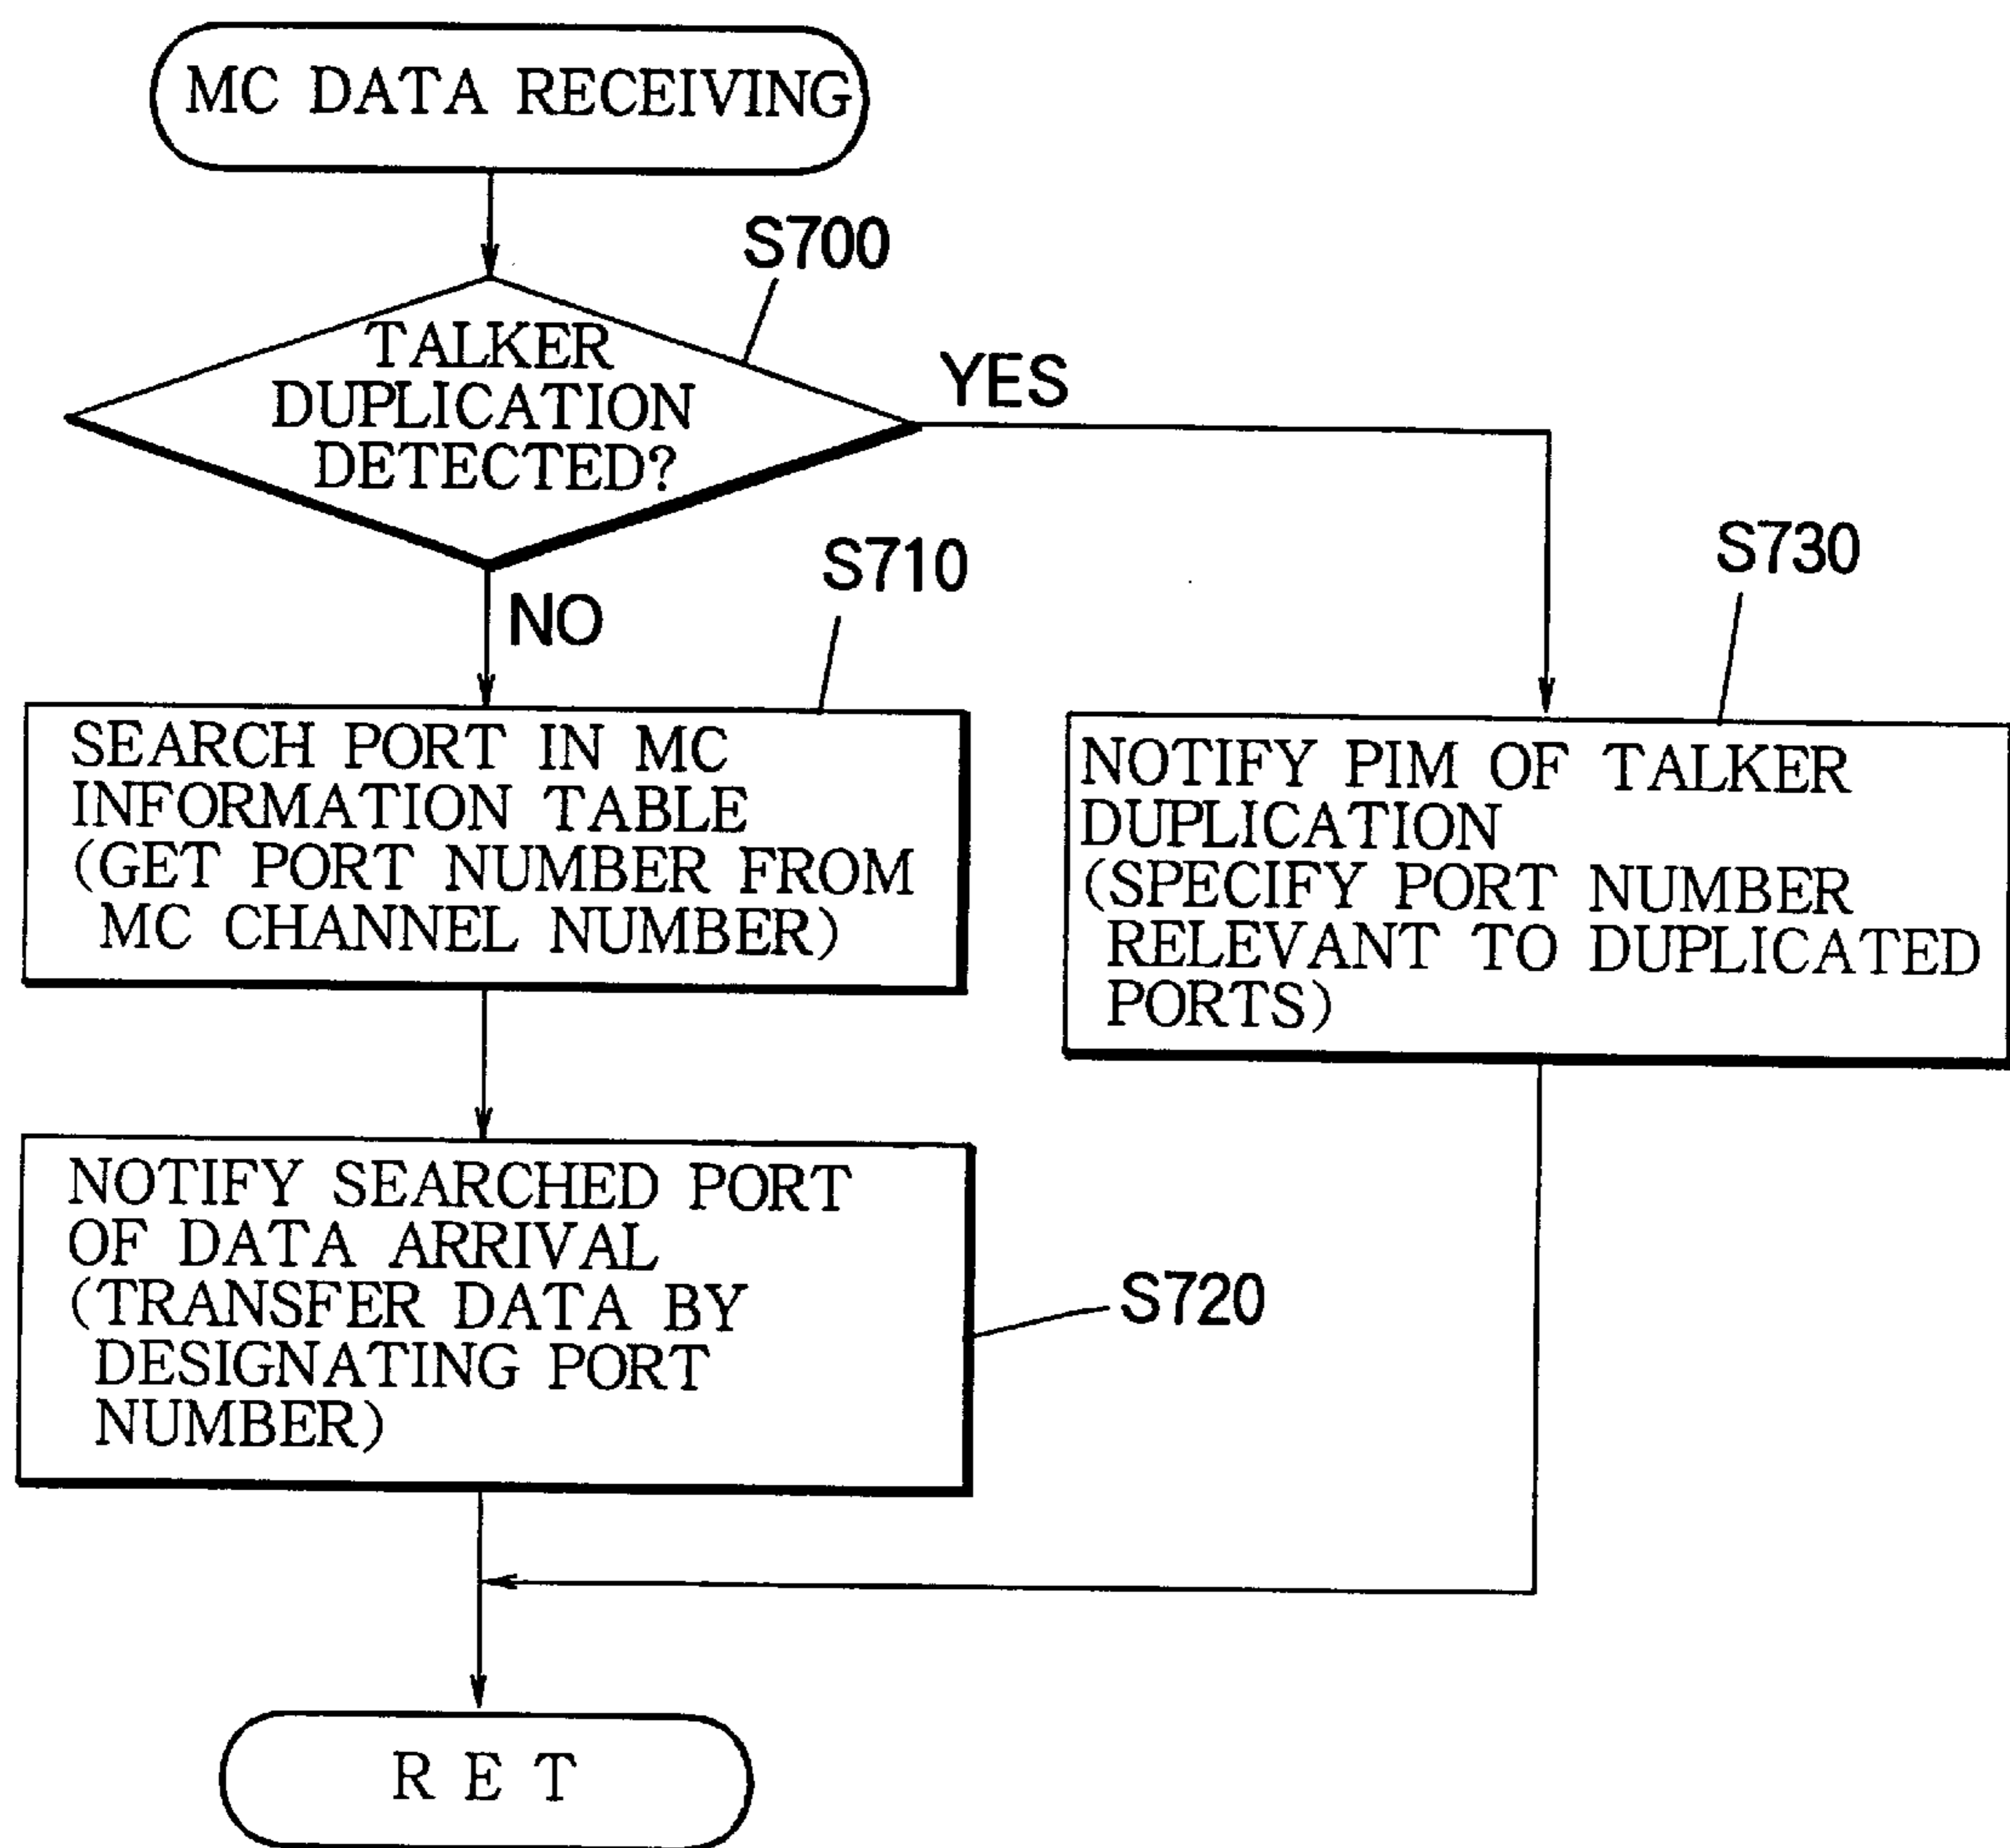 MC DATA RECEIVING
S700
TALKER
DUPLICATION
DETECTED?
YES
NO
S710
SEARCH PORT IN MC
INFORMATION TABLE
(GET PORT NUMBER FROM
MC CHANNEL NUMBER)
S730
NOTIFY PIM OF TALKER
DUPLICATION
(SPECIFY PORT NUMBER
RELEVANT TO DUPLICATED
PORTS)
NOTIFY SEARCHED PORT
OF DATA ARRIVAL
(TRANSFER DATA BY
DESIGNATING PORT
NUMBER)
S720
RET